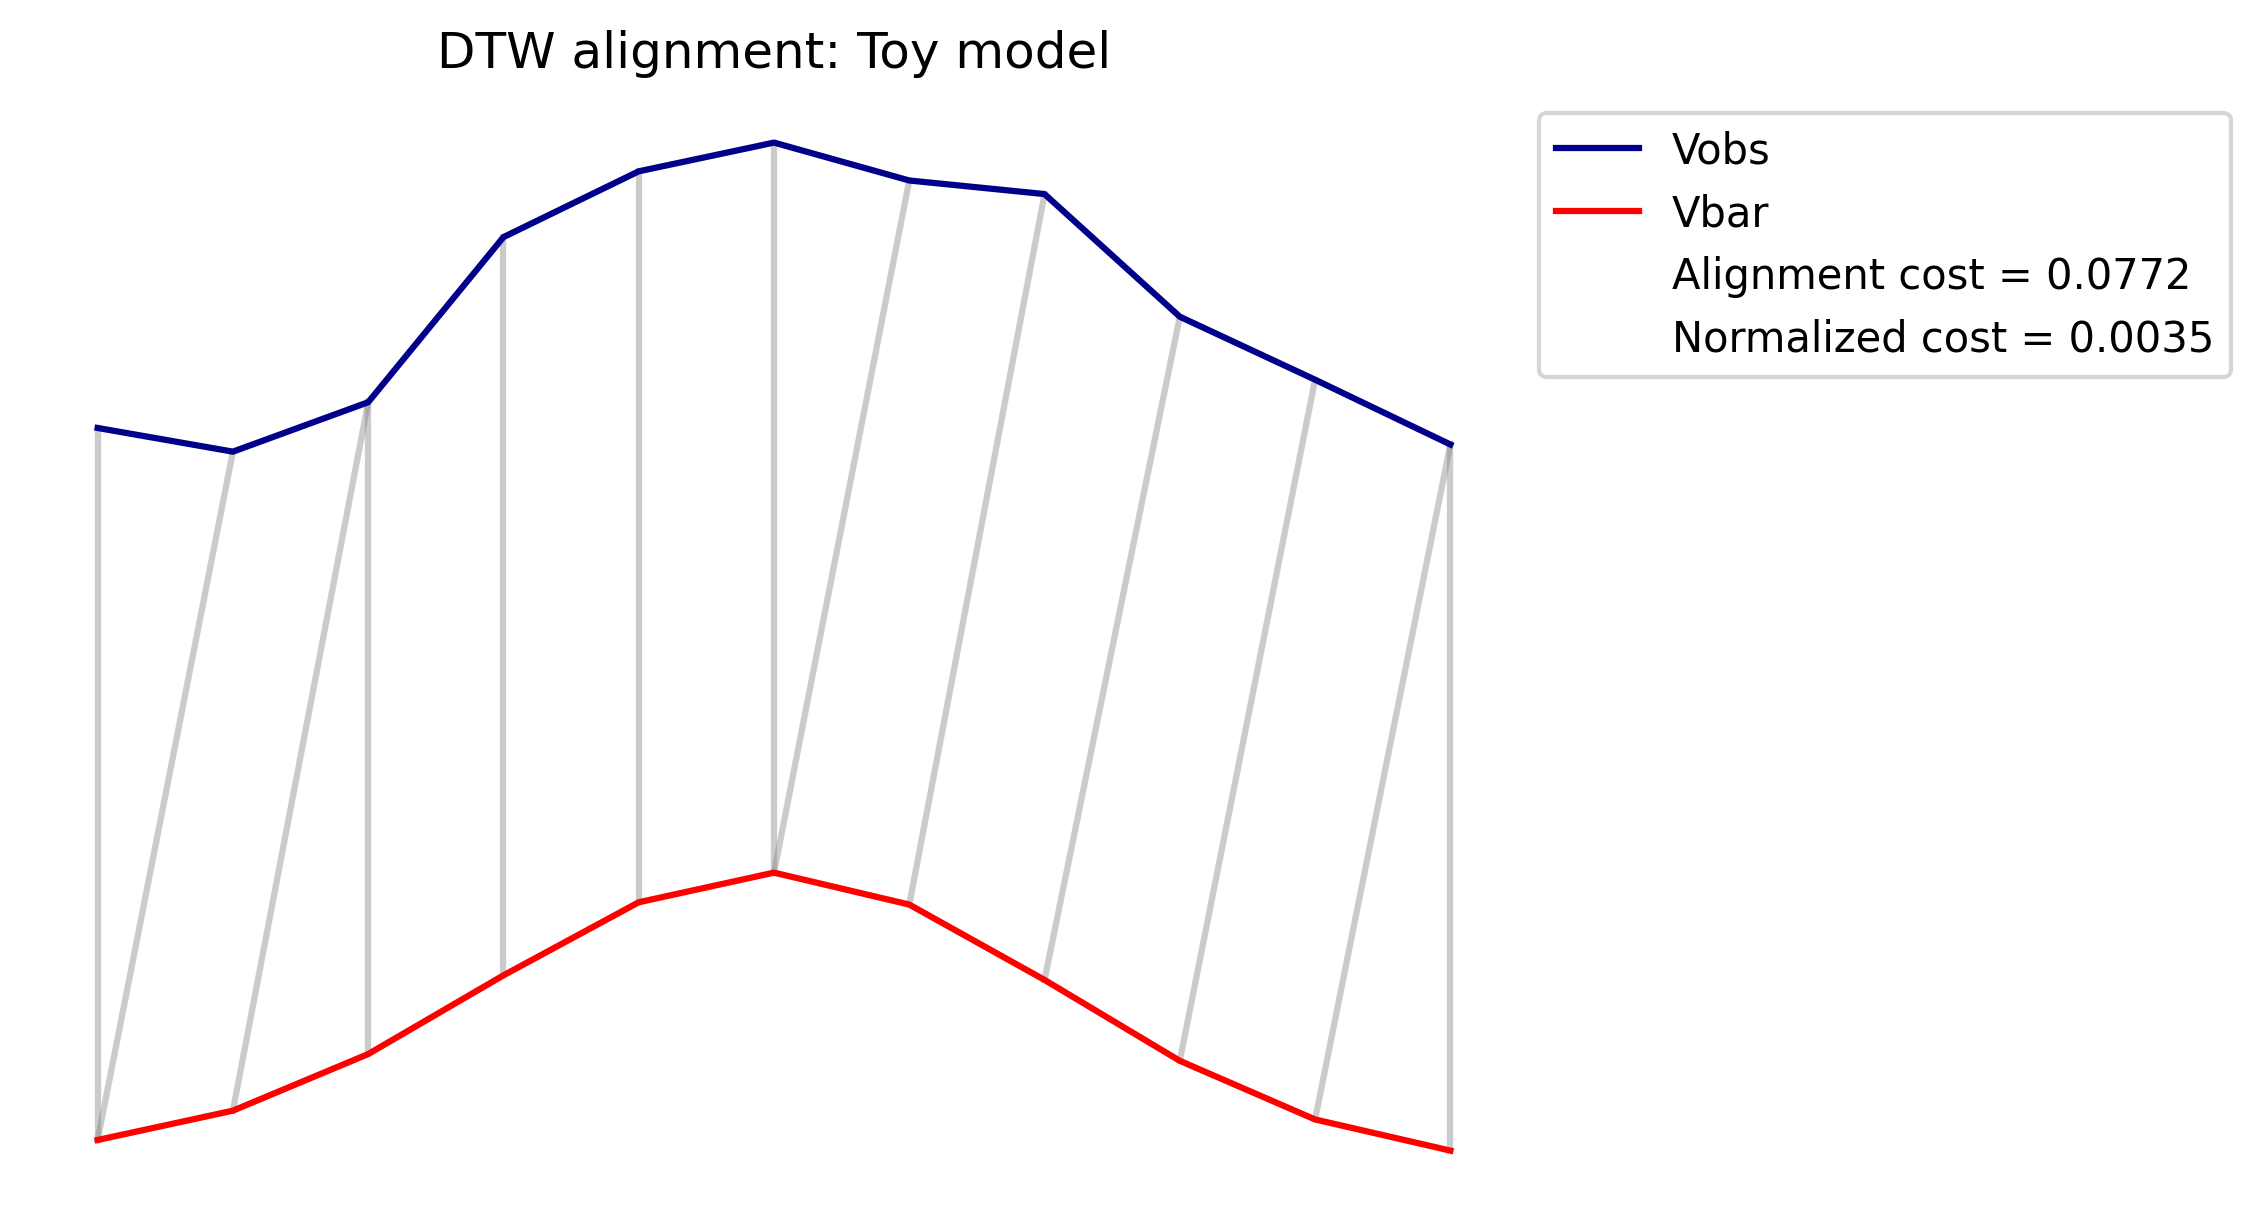 DTW alignment: Toy model
Vobs
Vbar
Alignment cost = 0.0772
Normalized cost = 0.0035